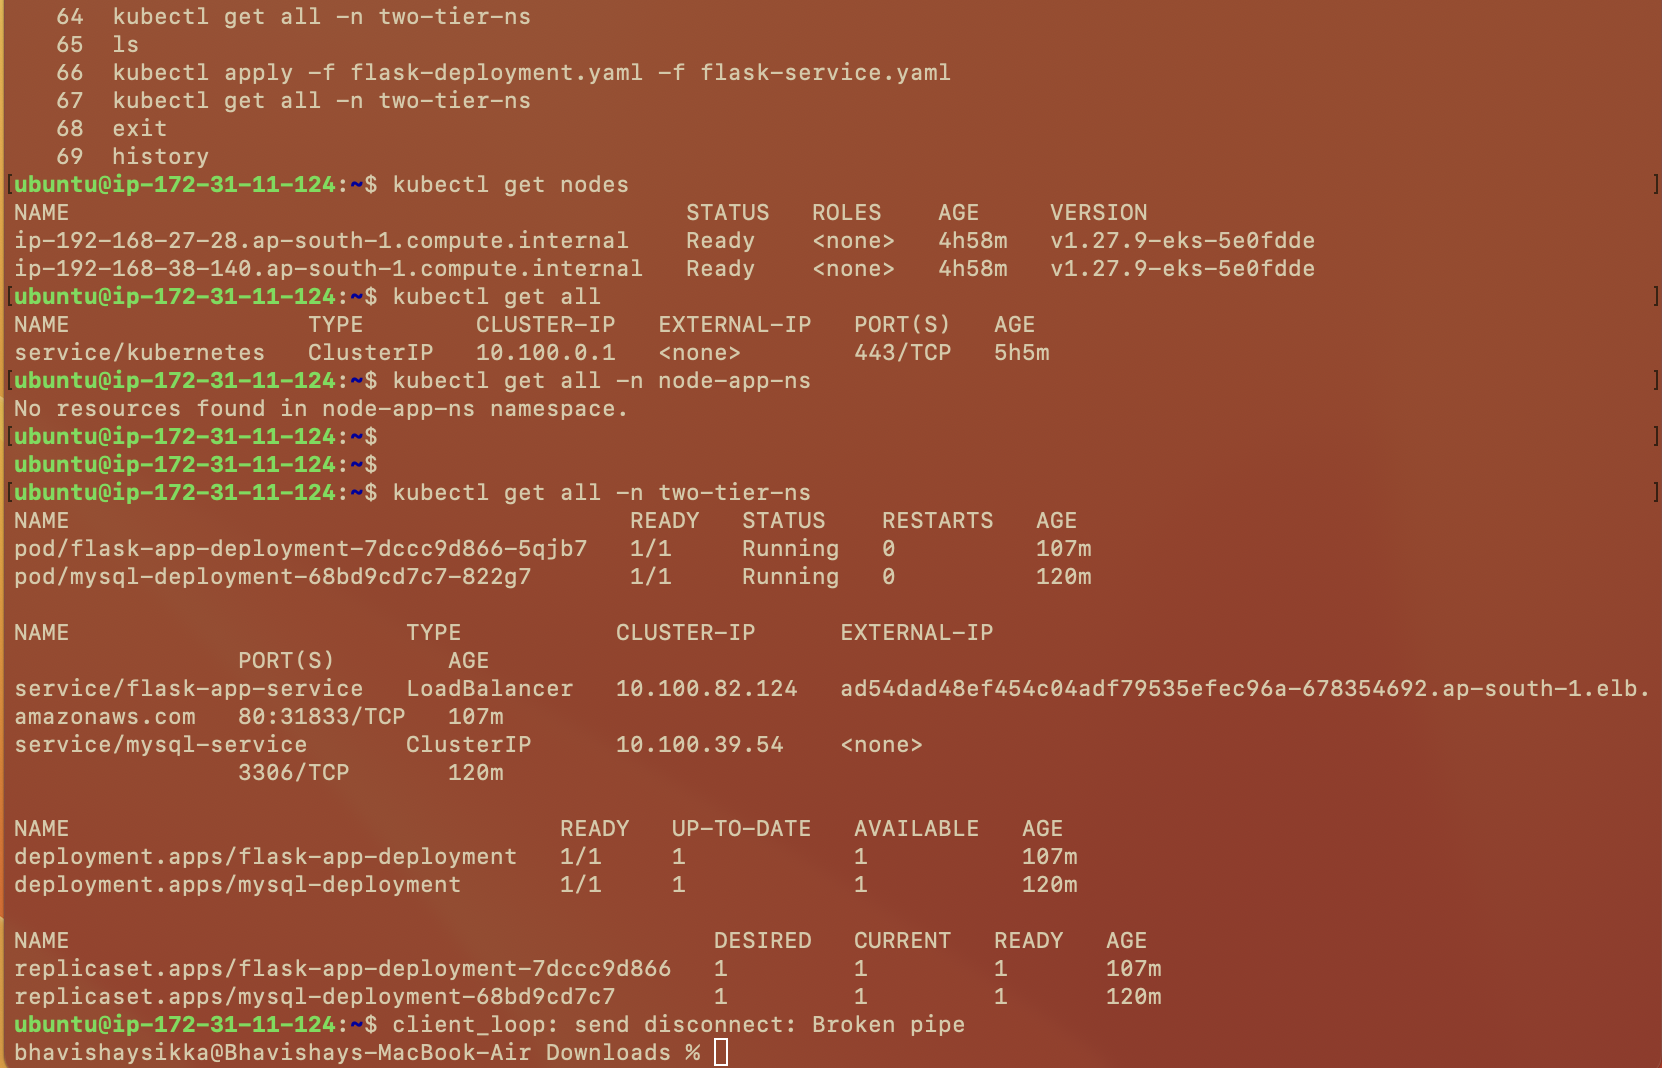 64  kubectl get all -n two-tier-ns
65  ls
66  kubectl apply -f flask-deployment.yaml -f flask-service.yaml
67  kubectl get all -n two-tier-ns
68  exit
69  history
[ubuntu@ip-172-31-11-124:~$ kubectl get nodes ]
NAME STATUS ROLES AGE VERSION
ip-192-168-27-28.ap-south-1.compute.internal Ready <none> 4h58m v1.27.9-eks-5e0fdde
ip-192-168-38-140.ap-south-1.compute.internal Ready <none> 4h58m v1.27.9-eks-5e0fdde
[ubuntu@ip-172-31-11-124:~$ kubectl get all ]
NAME TYPE CLUSTER-IP EXTERNAL-IP PORT(S) AGE
service/kubernetes ClusterIP 10.100.0.1 <none> 443/TCP 5h5m
[ubuntu@ip-172-31-11-124:~$ kubectl get all -n node-app-ns ]
No resources found in node-app-ns namespace.
[ubuntu@ip-172-31-11-124:~$ ]
ubuntu@ip-172-31-11-124:~$
[ubuntu@ip-172-31-11-124:~$ kubectl get all -n two-tier-ns ]
NAME READY STATUS RESTARTS AGE
pod/flask-app-deployment-7dccc9d866-5qjb7 1/1 Running 0 107m
pod/mysql-deployment-68bd9cd7c7-822g7 1/1 Running 0 120m
NAME TYPE CLUSTER-IP EXTERNAL-IP
PORT(S) AGE
service/flask-app-service LoadBalancer 10.100.82.124 ad54dad48ef454c04adf79535efec96a-678354692.ap-south-1.elb.
amazonaws.com 80:31833/TCP 107m
service/mysql-service ClusterIP 10.100.39.54 <none>
3306/TCP 120m
NAME READY UP-TO-DATE AVAILABLE AGE
deployment.apps/flask-app-deployment 1/1 1 1 107m
deployment.apps/mysql-deployment 1/1 1 1 120m
NAME DESIRED CURRENT READY AGE
replicaset.apps/flask-app-deployment-7dccc9d866 1 1 1 107m
replicaset.apps/mysql-deployment-68bd9cd7c7 1 1 1 120m
ubuntu@ip-172-31-11-124:~$ client_loop: send disconnect: Broken pipe
bhavishaysikka@Bhavishays-MacBook-Air Downloads %